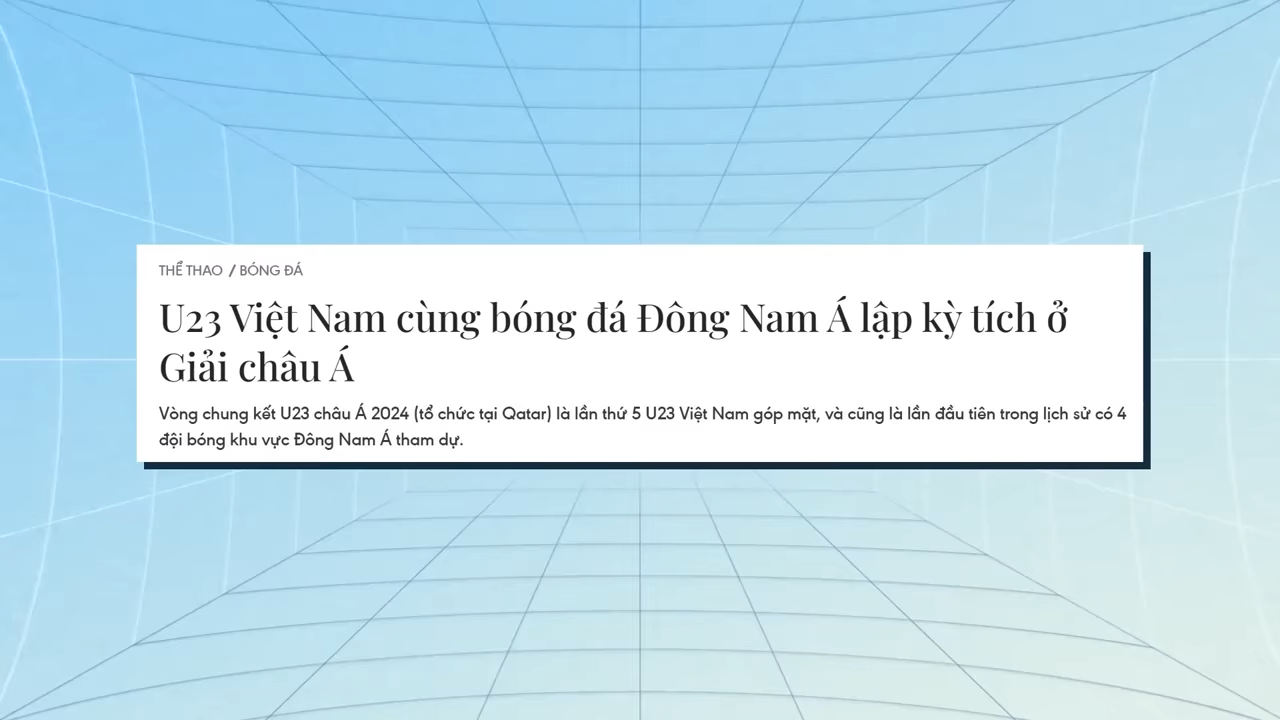 THỂ THAO / BÓNG ĐÁ
U23 Việt Nam cùng bóng đá Đông Nam Á lập kỳ tích ở
Giải châu Á
Vòng chung kết U23 châu Á 2024 (tổ chức tại Qatar) là lần thứ 5 U23 Việt Nam góp mặt, và cũng là lần đầu tiên trong lịch sử có 4
đội bóng khu vực Đông Nam Á tham dự.